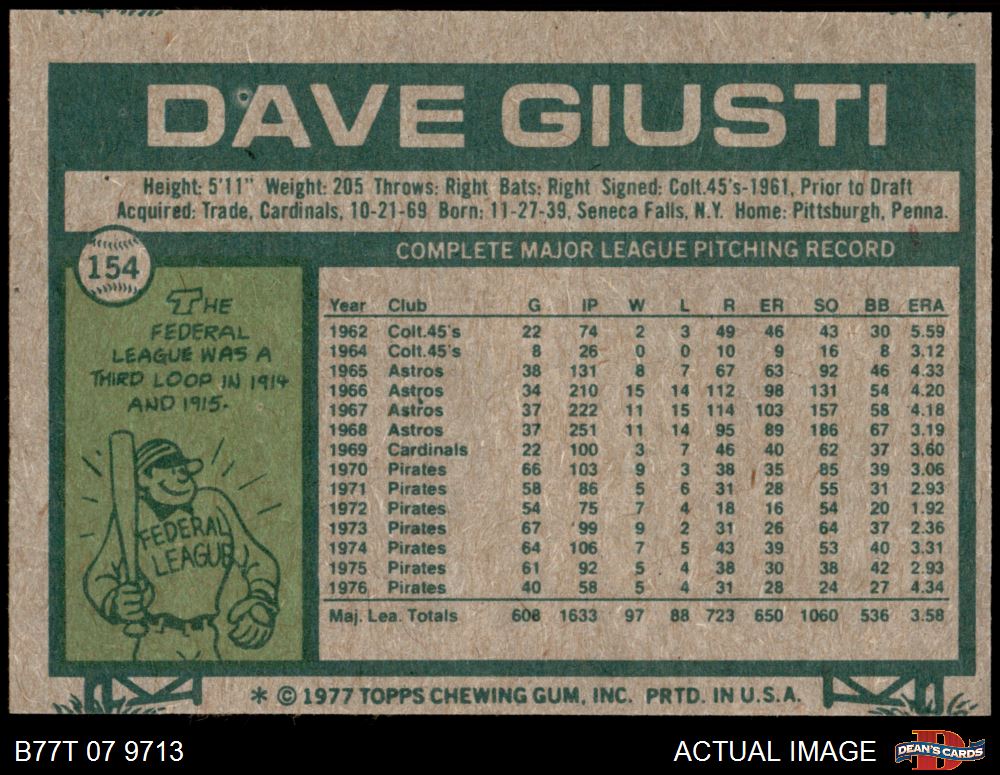 DAVE GIUSTI
Height: 5'11" Weight: 205 Throws: Right Bats: Right Signed: Colt.45's-1961, Prior to Draft
Acquired: Trade, Cardinals, 10-21-69 Born: 11-27-39, Seneca Falls, N.Y. Home: Pittsburgh, Penna.
154
COMPLETE MAJOR LEAGUE PITCHING RECORD
THE
FEDERAL
LEAGUE WAS A
THIRD LOOP IN 1914
AND 1915.
FEDERAL
LEAGUE
Year Club G IP W L R ER SO BB ERA
1962 Colt.45's 22 74 2 3 49 46 43 30 5.59
1964 Colt.45's 8 26 0 0 10 9 16 8 3.12
1965 Astros 38 131 8 7 67 63 92 46 4.33
1966 Astros 34 210 15 14 112 98 131 54 4.20
1967 Astros 37 222 11 15 114 103 157 58 4.18
1968 Astros 37 251 11 14 95 89 186 67 3.19
1969 Cardinals 22 100 3 7 46 40 62 37 3.60
1970 Pirates 66 103 9 3 38 35 85 39 3.06
1971 Pirates 58 86 5 6 31 28 55 31 2.93
1972 Pirates 54 75 7 4 18 16 54 20 1.92
1973 Pirates 67 99 9 2 31 26 64 37 2.36
1974 Pirates 64 106 7 5 43 39 53 40 3.31
1975 Pirates 61 92 5 4 38 30 38 42 2.93
1976 Pirates 40 58 5 4 31 28 24 27 4.34
Maj. Lea. Totals 608 1633 97 88 723 650 1060 536 3.58
* © 1977 TOPPS CHEWING GUM, INC. PRTD. IN U.S.A.
B77T 07 9713
ACTUAL IMAGE
DEAN'S CARDS